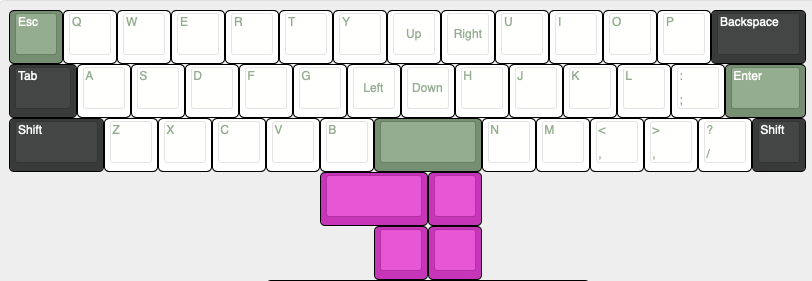 Esc Q W E R T Y Up Right U I O P Backspace
Tab A S D F G Left Down H J K L : Enter
;
Shift Z X C V B N M < > ? Shift
, , /